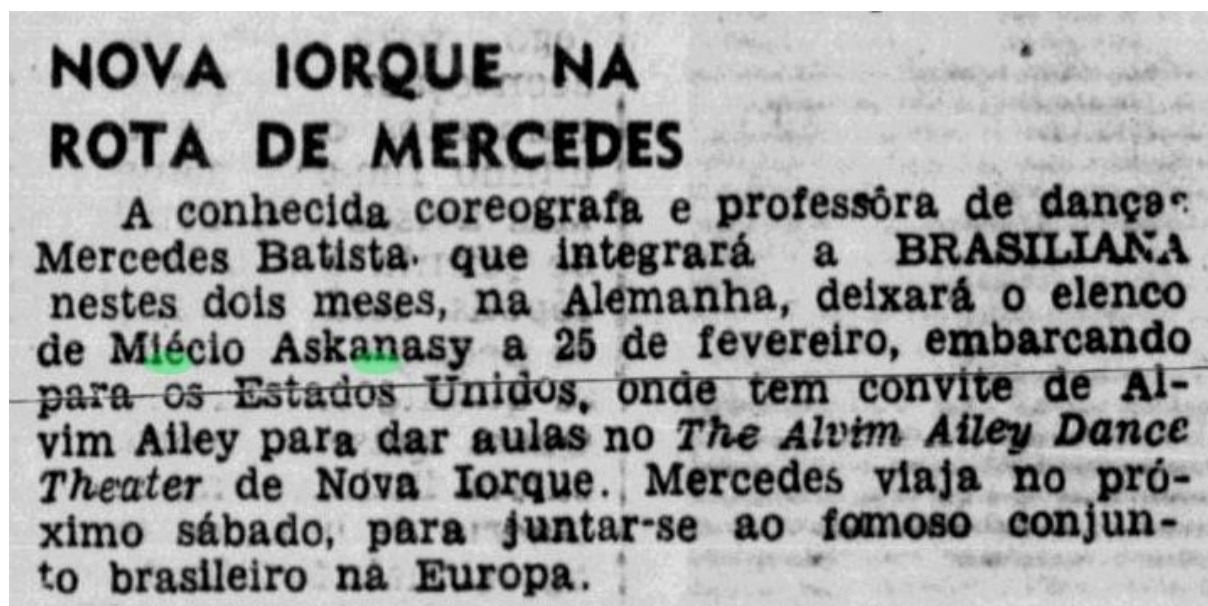 NOVA IORQUE NA
ROTA DE MERCEDES
A conhecida coreografa e professôra de danças
Mercedes Batista que integrará a BRASILIANA
nestes dois meses, na Alemanha, deixará o elenco
de Miécio Askanasy a 25 de fevereiro, embarcando
para os Estados Unidos, onde tem convite de Al-
vim Ailey para dar aulas no The Alvim Ailey Dance
Theater de Nova Iorque. Mercedes viaja no pró-
ximo sábado, para juntar-se ao fomoso conjun-
to brasileiro na Europa.